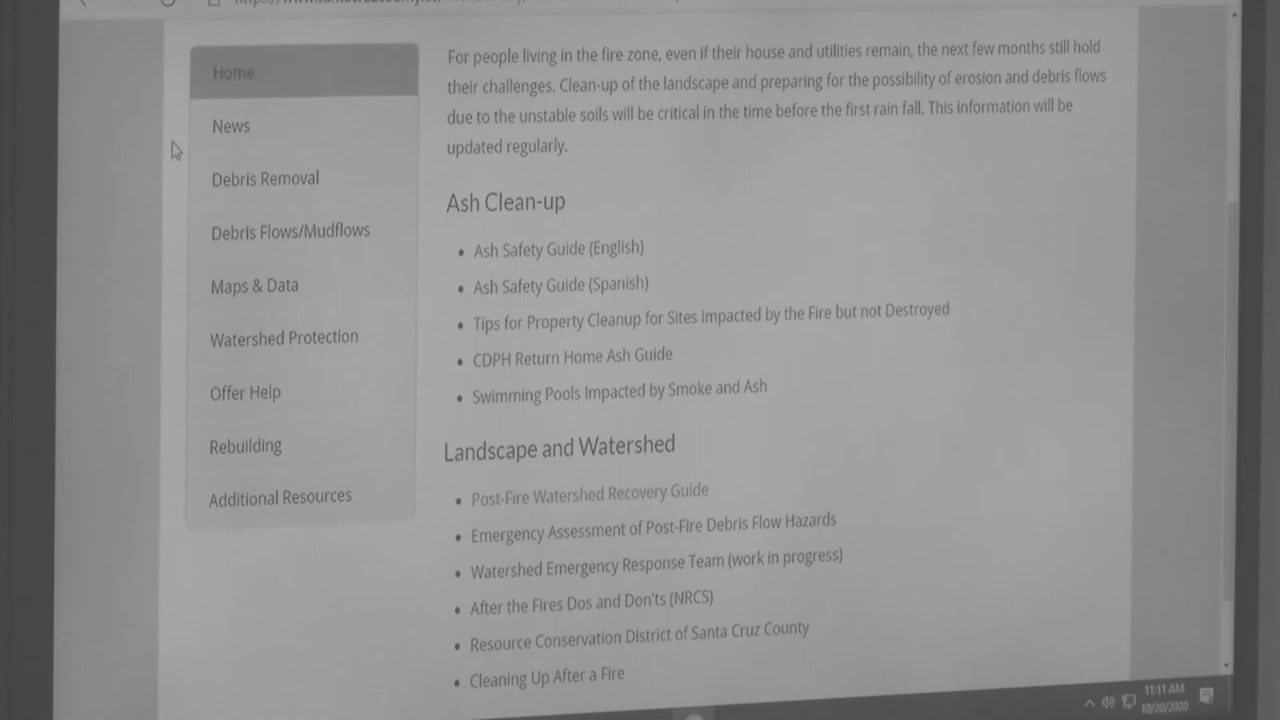 Home
News
Debris Removal
Debris Flows/Mudflows
Maps & Data
Watershed Protection
Offer Help
Rebuilding
Additional Resources
For people living in the fire zone, even if their house and utilities remain, the next few months still hold
their challenges. Clean-up of the landscape and preparing for the possibility of erosion and debris flows
due to the unstable soils will be critical in the time before the first rain fall. This information will be
updated regularly.
Ash Clean-up
• Ash Safety Guide (English)
• Ash Safety Guide (Spanish)
• Tips for Property Cleanup for Sites Impacted by the Fire but not Destroyed
• CDPH Return Home Ash Guide
• Swimming Pools Impacted by Smoke and Ash
Landscape and Watershed
• Post-Fire Watershed Recovery Guide
• Emergency Assessment of Post-Fire Debris Flow Hazards
• Watershed Emergency Response Team (work in progress)
• After the Fires Dos and Don'ts (NRCS)
• Resource Conservation District of Santa Cruz County
• Cleaning Up After a Fire
11:11 AM
10/20/2020